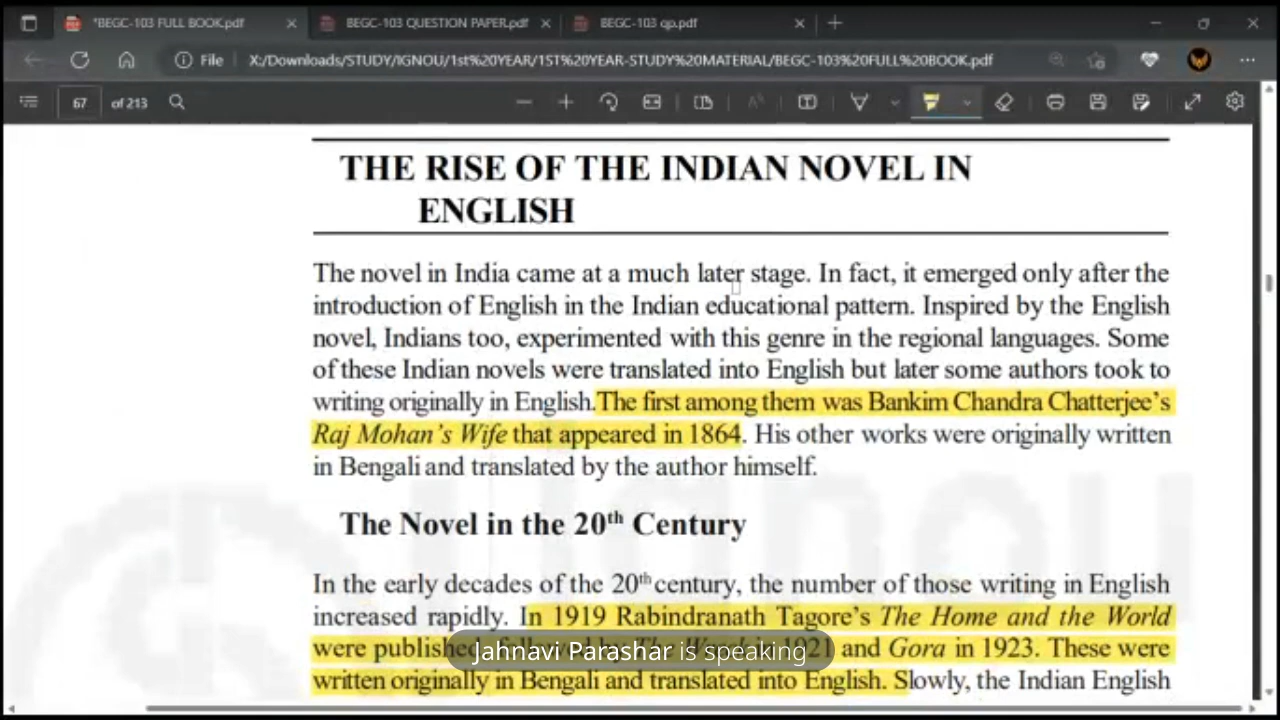 *BEGC-103 FULL BOOK.pdf
BEGC-103 QUESTION PAPER.pdf
BEGC-103 qp.pdf
File
X:/Downloads/STUDY/IGNOU/1st%20YEAR/1ST%20YEAR-STUDY%20MATERIAL/BEGC-103%20FULL%20BOOK.pdf
67 of 213
THE RISE OF THE INDIAN NOVEL IN
ENGLISH
The novel in India came at a much later stage. In fact, it emerged only after the
introduction of English in the Indian educational pattern. Inspired by the English
novel, Indians too, experimented with this genre in the regional languages. Some
of these Indian novels were translated into English but later some authors took to
writing originally in English.The first among them was Bankim Chandra Chatterjee's
Raj Mohan's Wife that appeared in 1864. His other works were originally written
in Bengali and translated by the author himself.
The Novel in the 20th Century
In the early decades of the 20th century, the number of those writing in English
increased rapidly. In 1919 Rabindranath Tagore's The Home and the World
were published 1921 and Gora in 1923. These were
Jahnavi Parashar is speaking
written originally in Bengali and translated into English. Slowly, the Indian English